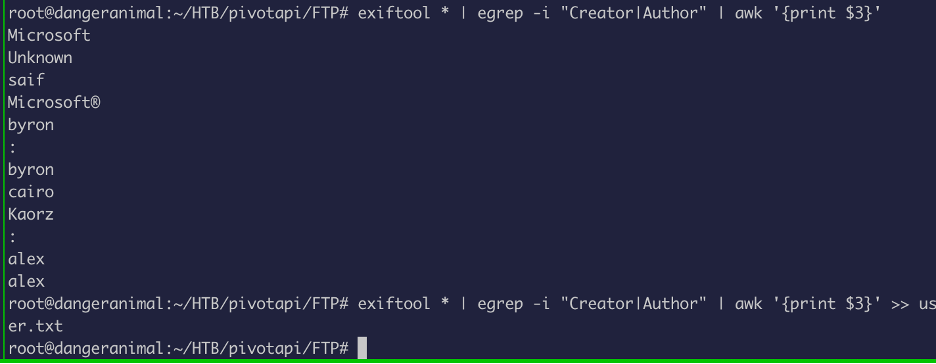 root@dangeranimal:~/HTB/pivotapi/FTP# exiftool * | egrep -i "Creator|Author" | awk '{print $3}'
Microsoft
Unknown
saif
Microsoft®
byron
:
byron
cairo
Kaorz
:
alex
alex
root@dangeranimal:~/HTB/pivotapi/FTP# exiftool * | egrep -i "Creator|Author" | awk '{print $3}' >> us
er.txt
root@dangeranimal:~/HTB/pivotapi/FTP#